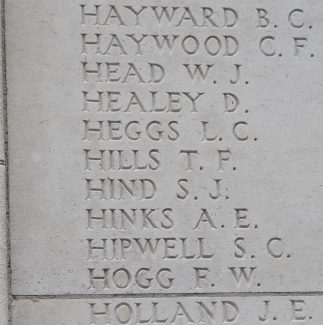 HAYWARD B. C.
HAYWOOD C. F.
HEAD W. J.
HEALEY D.
HEGGS L. C.
HILLS T. F.
HIND S. J.
HINKS A. E.
HIPWELL S. C.
HOGG F. W.
HOLLAND J. E.